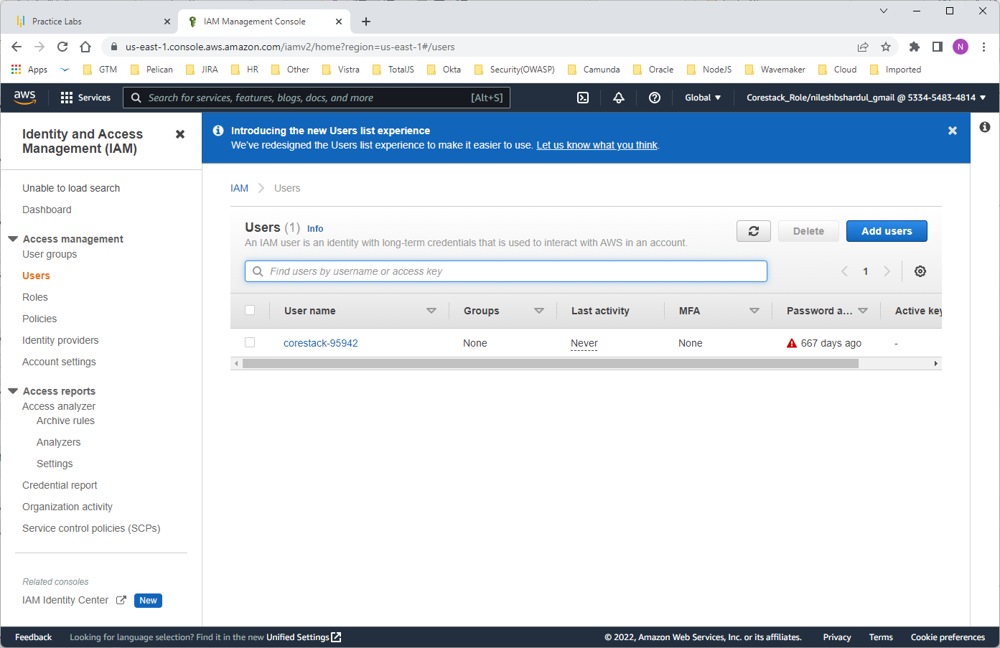 Practice Labs
IAM Management Console
us-east-1.console.aws.amazon.com/iamv2/home?region=us-east-1#/users
N
Apps GTM Pelican JIRA HR Other Vistra TotalJS Okta Security(OWASP) Camunda Oracle NodeJS Wavemaker Cloud Imported
aws Services Search for services, features, blogs, docs, and more [Alt+S] Global Corestack_Role/nileshbshardul_gmail @ 5334-5483-4814
Identity and Access
Management (IAM)
Unable to load search
Dashboard
Access management
User groups
Users
Roles
Policies
Identity providers
Account settings
Access reports
Access analyzer
Archive rules
Analyzers
Settings
Credential report
Organization activity
Service control policies (SCPs)
Related consoles
IAM Identity Center New
Introducing the new Users list experience
We've redesigned the Users list experience to make it easier to use. Let us know what you think.
IAM Users
Users (1) Info
An IAM user is an identity with long-term credentials that is used to interact with AWS in an account.
Delete Add users
Find users by username or access key
1
User name Groups Last activity MFA Password a... Active key
corestack-95942 None Never None 667 days ago -
Feedback Looking for language selection? Find it in the new Unified Settings © 2022, Amazon Web Services, Inc. or its affiliates. Privacy Terms Cookie preferences